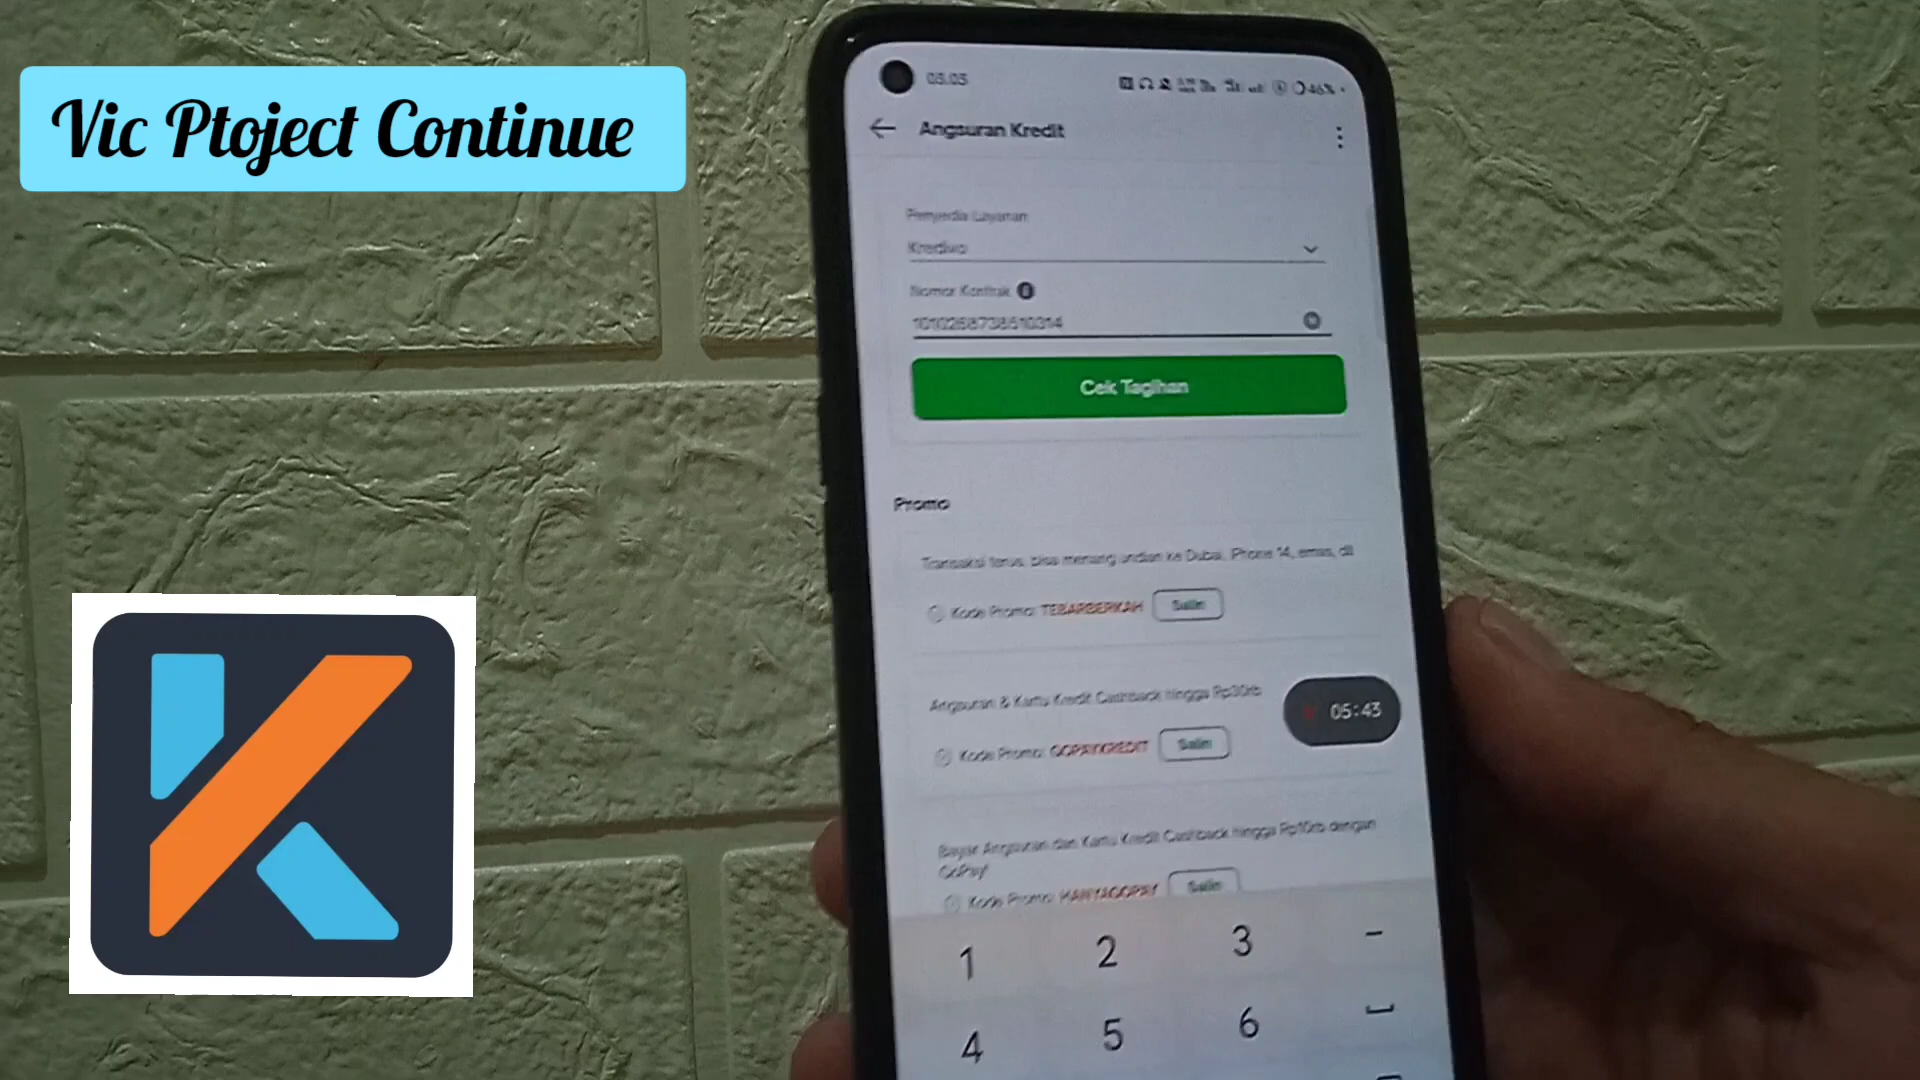 Vic Ptoject Continue
03.03
46%
Angsuran Kredit
Penyedia Layanan
Kredivo
Nomor Kontrak
Cek Tagihan
Promo
Transaksi terus, bisa menang undian ke Dubai, iPhone 14, emas, dll
Kode Promo: TEBARBERKAH Salin
Angsuran & Kartu Kredit Cashback hingga Rp30rb
05:43
Kode Promo: GOPAYKREDIT Salin
Bayar Angsuran dan Kartu Kredit Cashback hingga Rp10rb dengan
GoPay!
Kode Promo: HANYAGOPAY Salin
1 2 3 -
4 5 6